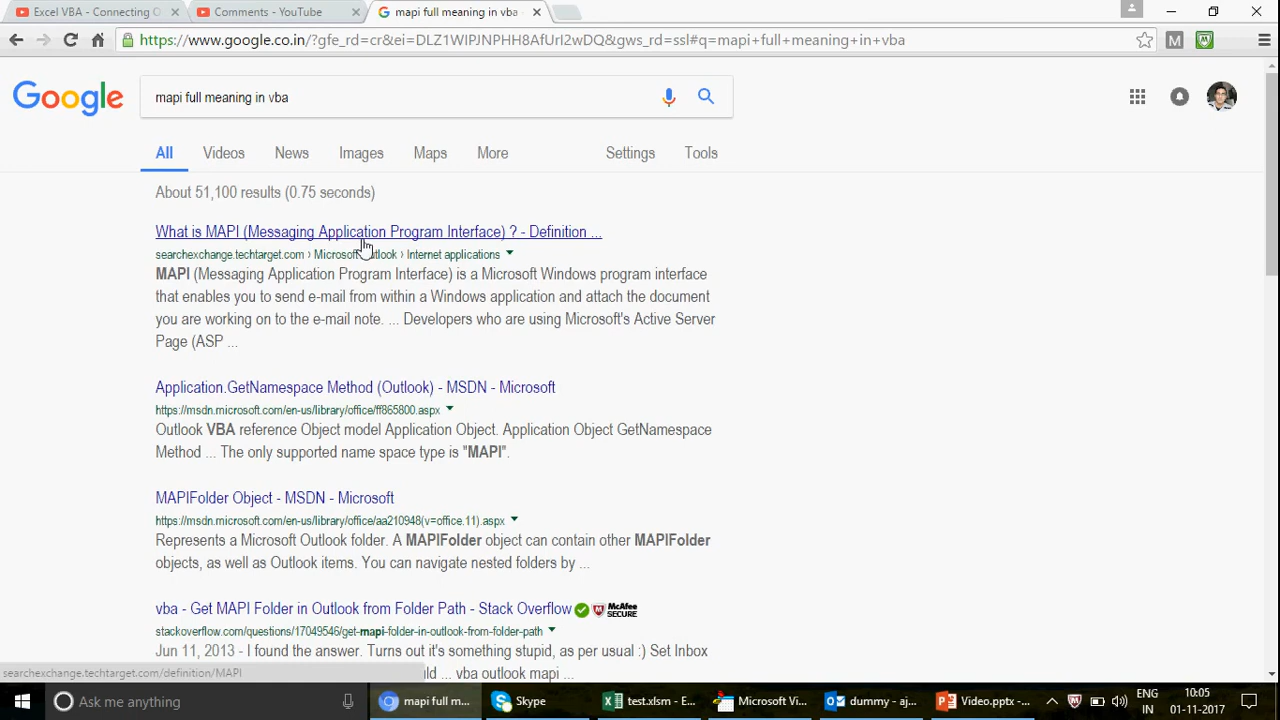 Excel VBA - Connecting O
Comments - YouTube
mapi full meaning in vba
https://www.google.co.in/?gfe_rd=cr&ei=DLZ1WIPJNPHH8AfUrI2wDQ&gws_rd=ssl#q=mapi+full+meaning+in+vba
Google
mapi full meaning in vba
All Videos News Images Maps More Settings Tools
About 51,100 results (0.75 seconds)
What is MAPI (Messaging Application Program Interface) ? - Definition ...
searchexchange.techtarget.com › Microsoft Outlook › Internet applications
MAPI (Messaging Application Program Interface) is a Microsoft Windows program interface
that enables you to send e-mail from within a Windows application and attach the document
you are working on to the e-mail note. ... Developers who are using Microsoft's Active Server
Page (ASP ...
Application.GetNamespace Method (Outlook) - MSDN - Microsoft
https://msdn.microsoft.com/en-us/library/office/ff865800.aspx
Outlook VBA reference Object model Application Object. Application Object GetNamespace
Method ... The only supported name space type is "MAPI".
MAPIFolder Object - MSDN - Microsoft
https://msdn.microsoft.com/en-us/library/office/aa210948(v=office.11).aspx
Represents a Microsoft Outlook folder. A MAPIFolder object can contain other MAPIFolder
objects, as well as Outlook items. You can navigate nested folders by ...
vba - Get MAPI Folder in Outlook from Folder Path - Stack Overflow McAfee SECURE
stackoverflow.com/questions/17049546/get-mapi-folder-in-outlook-from-folder-path
Jun 11, 2013 - I found the answer. Turns out it's something stupid, as per usual :) Set Inbox
... vba outlook mapi ...
searchexchange.techtarget.com/definition/MAPI
Ask me anything
mapi full m...
Skype
test.xlsm - E...
Microsoft Vi...
dummy - aj...
Video.pptx -...
ENG
IN
10:05
01-11-2017